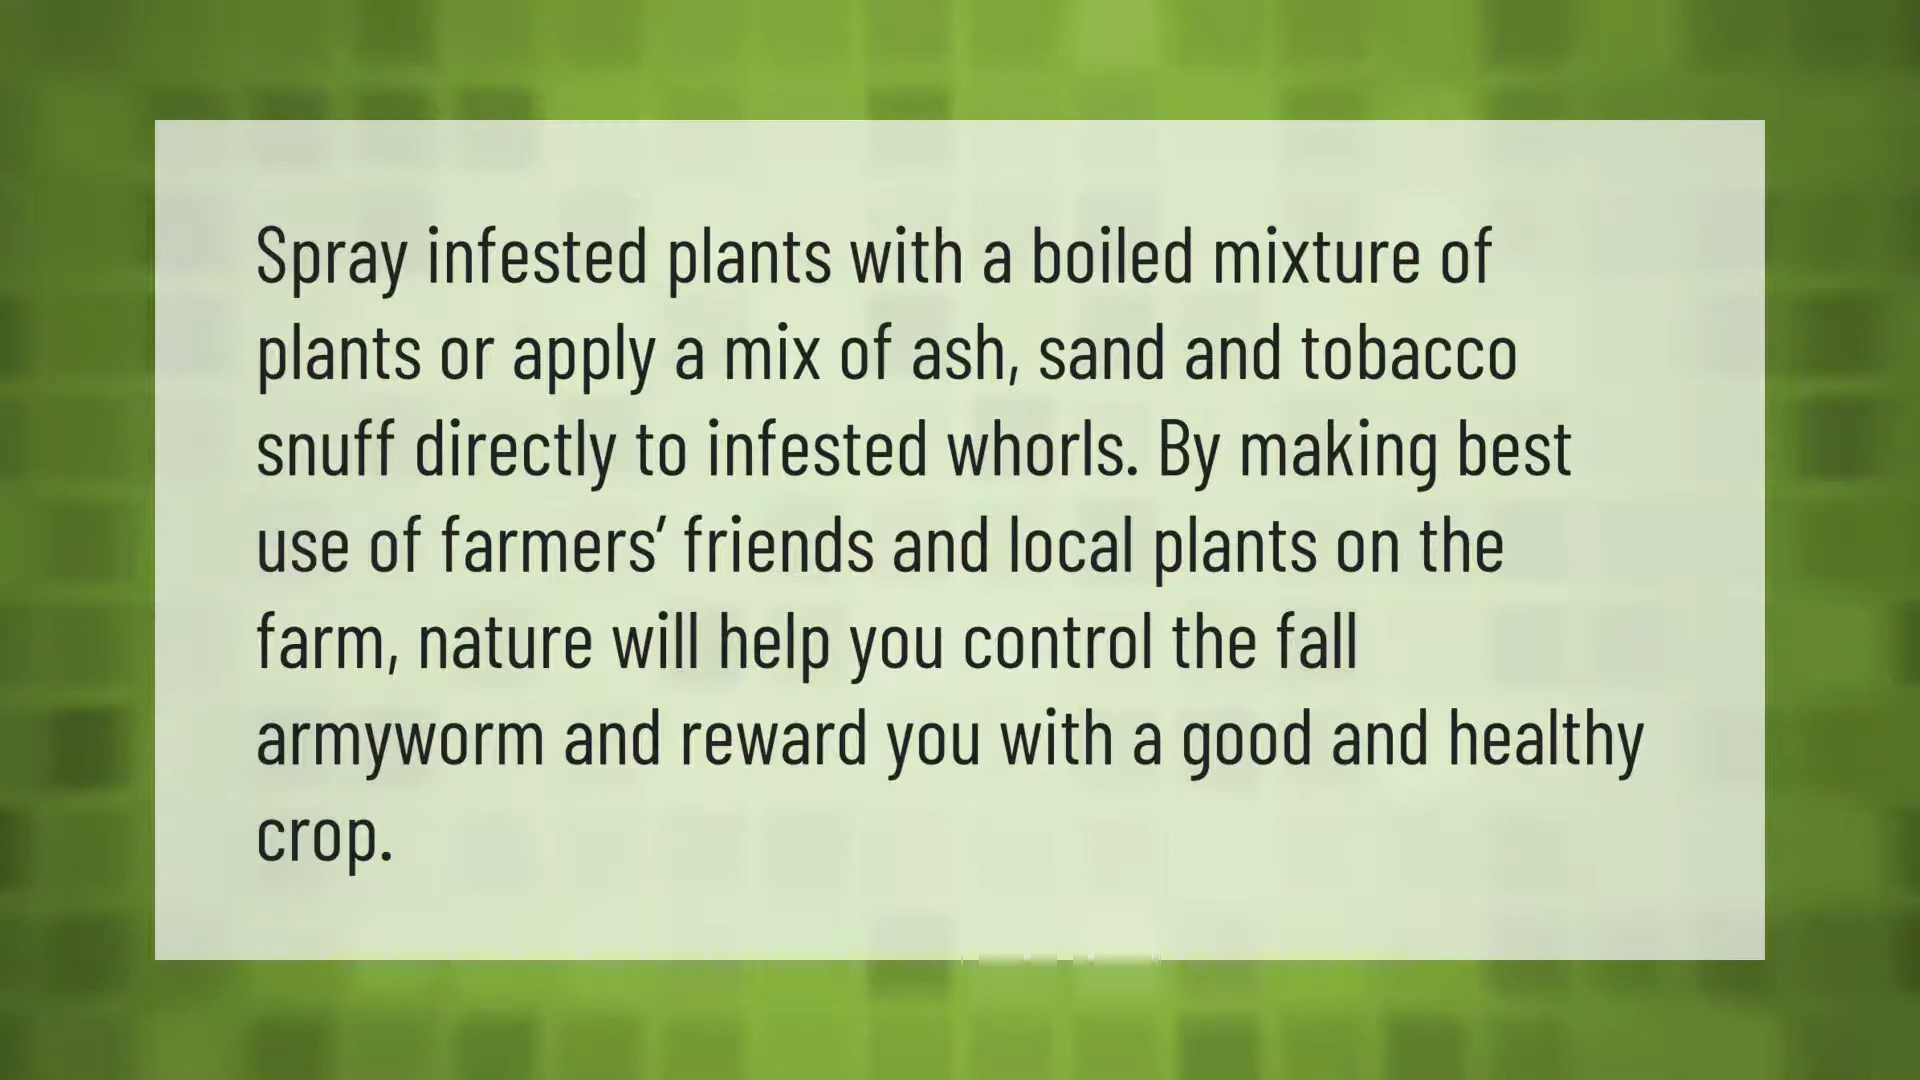 Spray infested plants with a boiled mixture of
plants or apply a mix of ash, sand and tobacco
snuff directly to infested whorls. By making best
use of farmers’ friends and local plants on the
farm, nature will help you control the fall
armyworm and reward you with a good and healthy
crop.